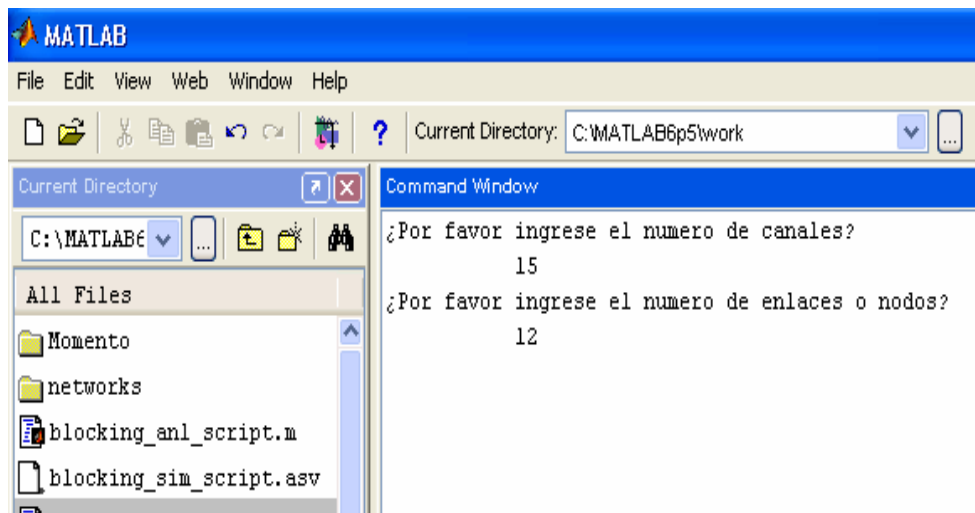 MATLAB
File Edit View Web Window Help
? Current Directory: C:\MATLAB6p5\work ...
Current Directory
C:\MATLAB6 ...
All Files
Momento
networks
blocking_anl_script.m
blocking_sim_script.asv
Command Window
¿Por favor ingrese el numero de canales?
15
¿Por favor ingrese el numero de enlaces o nodos?
12